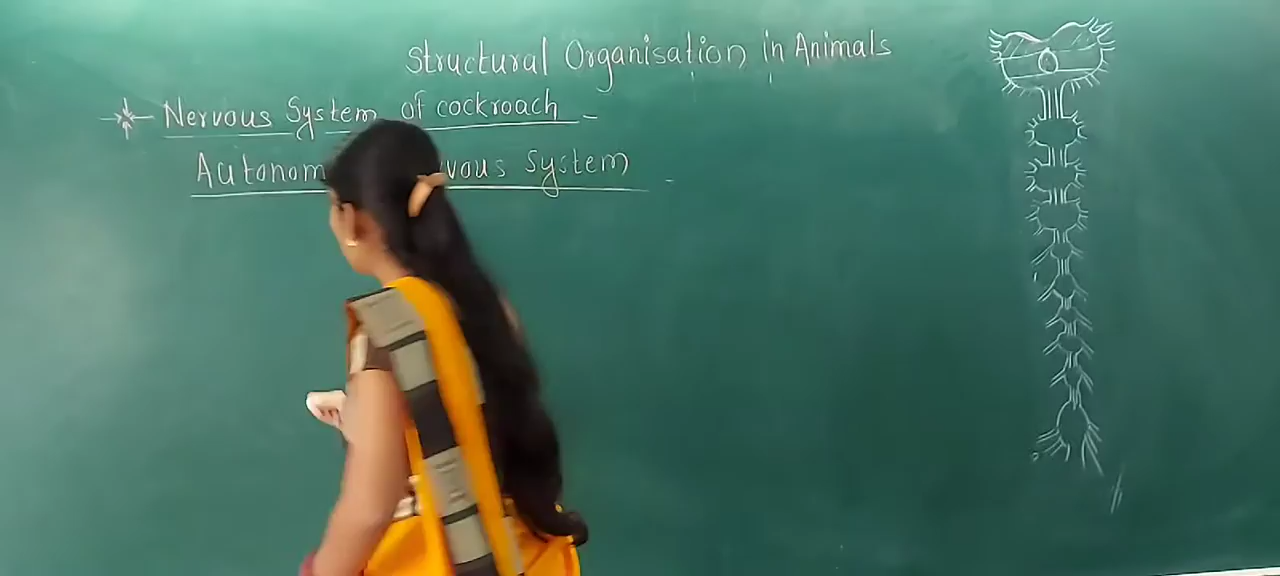 Structural Organisation in Animals
Nervous System of cockroach
Autonom vous System